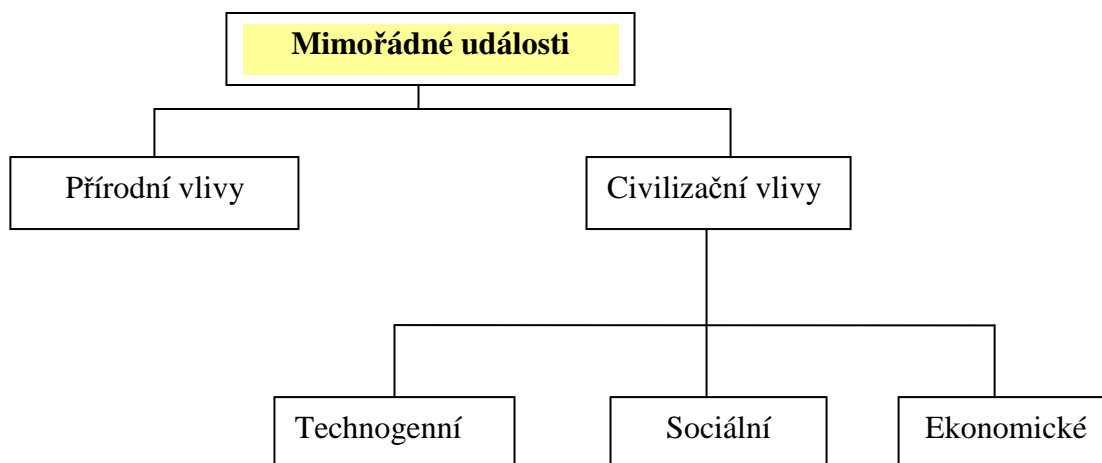 Mimořádné události
Přírodní vlivy
Civilizační vlivy
Technogenní
Sociální
Ekonomické